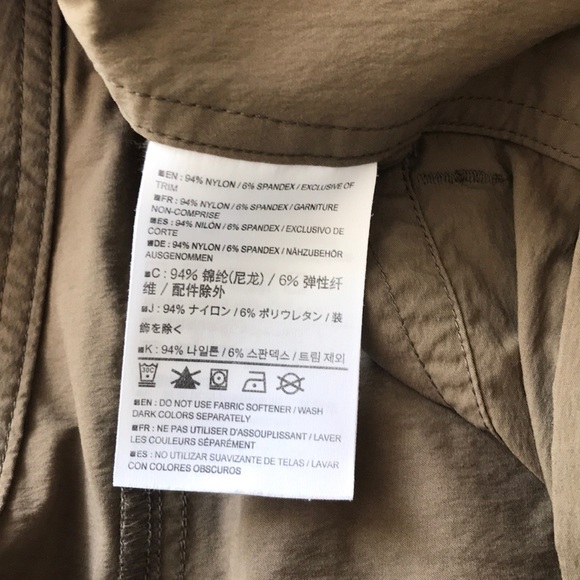 ■EN : 94% NYLON / 6% SPANDEX / EXCLUSIVE OF
TRIM
■FR : 94% NYLON / 6% SPANDEX / GARNITURE
NON-COMPRISE
■ES : 94% NILÓN / 6% SPANDEX / EXCLUSIVO DE
CORTE
■DE : 94% NYLON / 6% SPANDEX / NÄHZUBEHÖR
AUSGENOMMEN
■C : 94% 锦纶(尼龙) / 6% 弹性纤
维 / 配件除外
■J : 94% ナイロン / 6% ポリウレタン / 装
飾を除く
■K : 94% 나일론 / 6% 스판덱스 / 트림 제외
30C
■EN : DO NOT USE FABRIC SOFTENER / WASH
DARK COLORS SEPARATELY
■FR : NE PAS UTILISER D'ASSOUPLISSANT / LAVER
LES COULEURS SÉPARÉMENT
■ES : NO UTILIZAR SUAVIZANTE DE TELAS / LAVAR
CON COLORES OBSCUROS